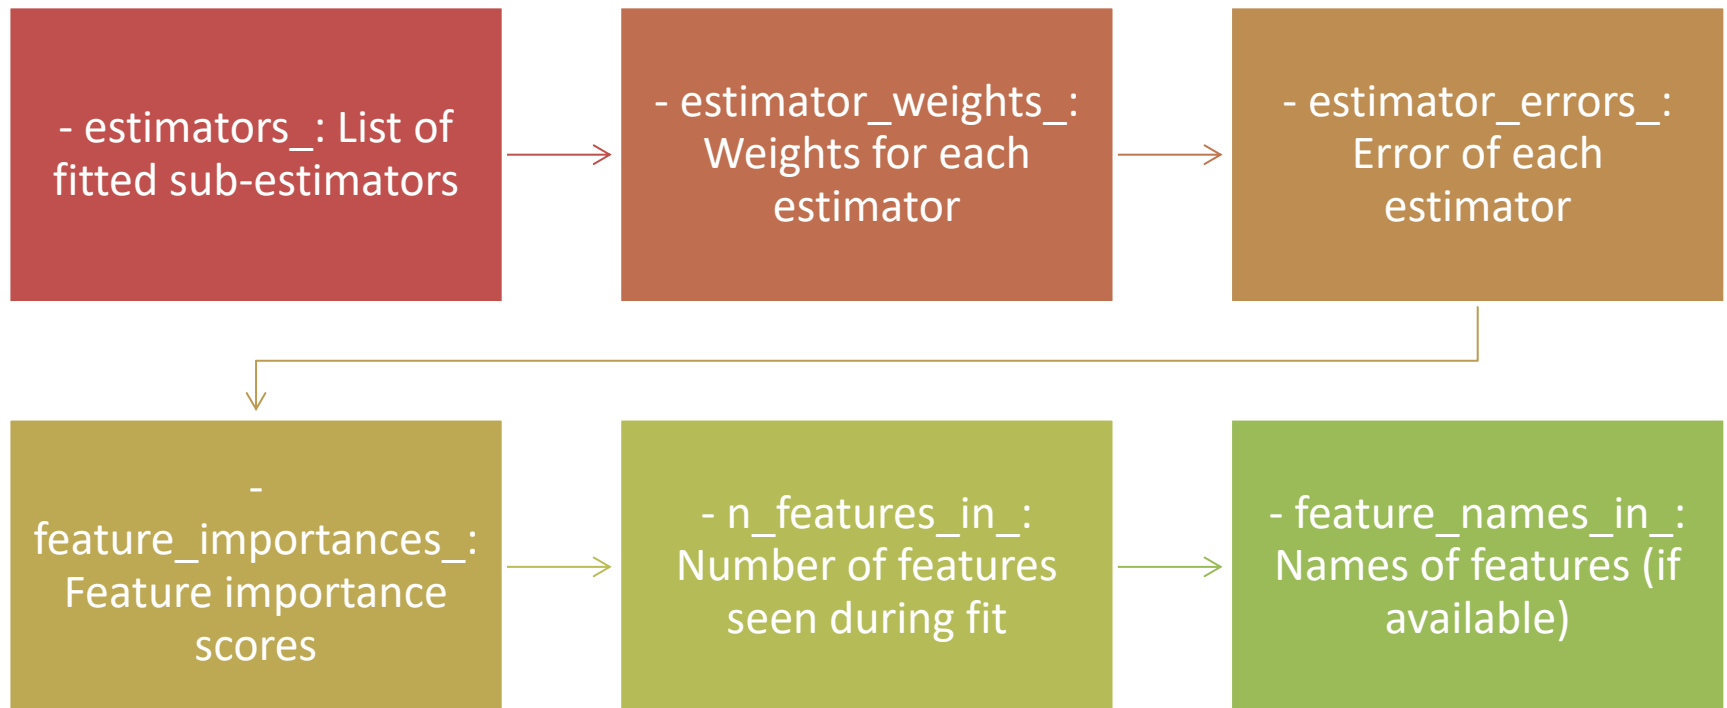 - estimators_: List of
fitted sub-estimators
- estimator_weights_:
Weights for each
estimator
- estimator_errors_:
Error of each
estimator
-
feature_importances_:
Feature importance
scores
- n_features_in_:
Number of features
seen during fit
- feature_names_in_:
Names of features (if
available)